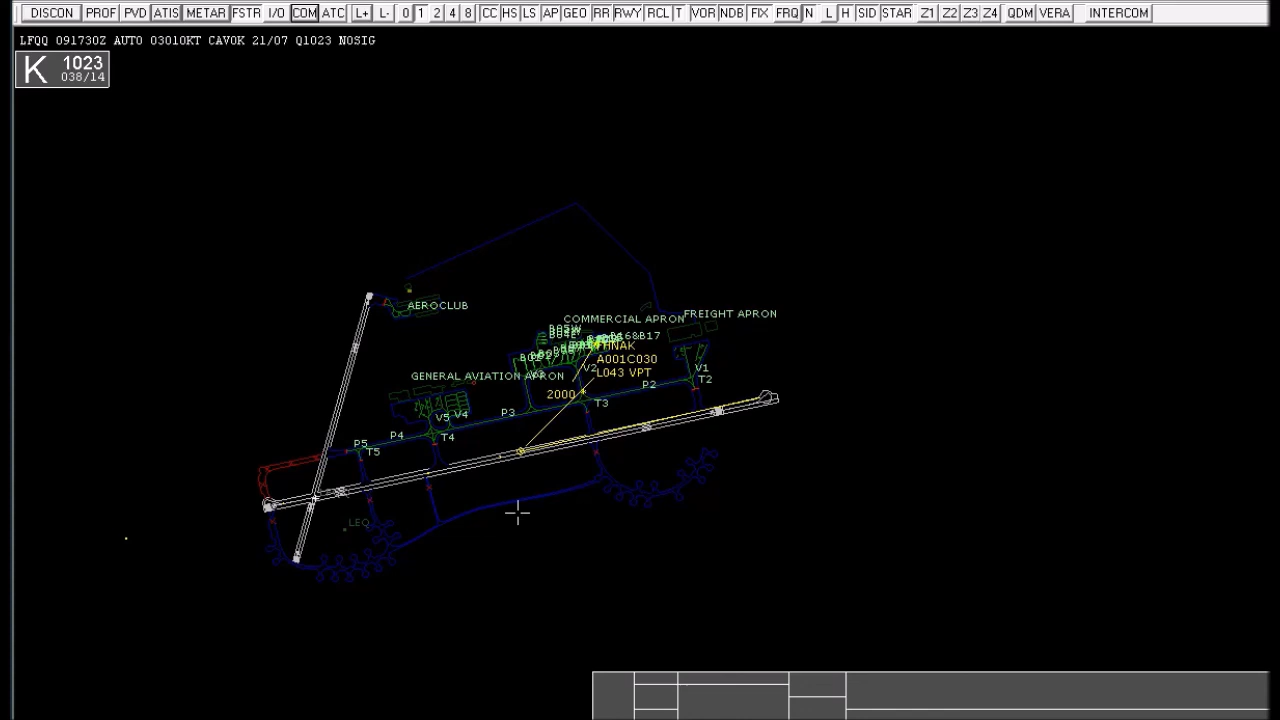 DISCON PROF PVD ATIS METAR FSTR I/O COM ATC L+ L- 0 1 2 4 8 CC HS LS AP GEO RR RWY RCL T VOR NDB FIX FRQ N L H SID STAR Z1 Z2 Z3 Z4 QDM VERA INTERCOM
LFQQ 091730Z AUTO 03010KT CAVOK 21/07 Q1023 NOSIG
K 1023
038/14
AEROCLUB
COMMERCIAL APRON
FREIGHT APRON
B16&B17
A001C030
L043 VPT
V2
V1
GENERAL AVIATION APRON
T2
P2
2000
T3
P3
V5 V4
P4
T4
P5
T5
LEQ